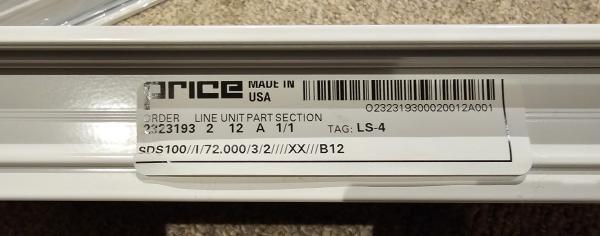 price MADE IN
USA
O232319300020012A001
ORDER LINE UNIT PART SECTION
2323193 2 12 A 1/1 TAG: LS-4
SDS100//I/72.000/3/2////XX///B12